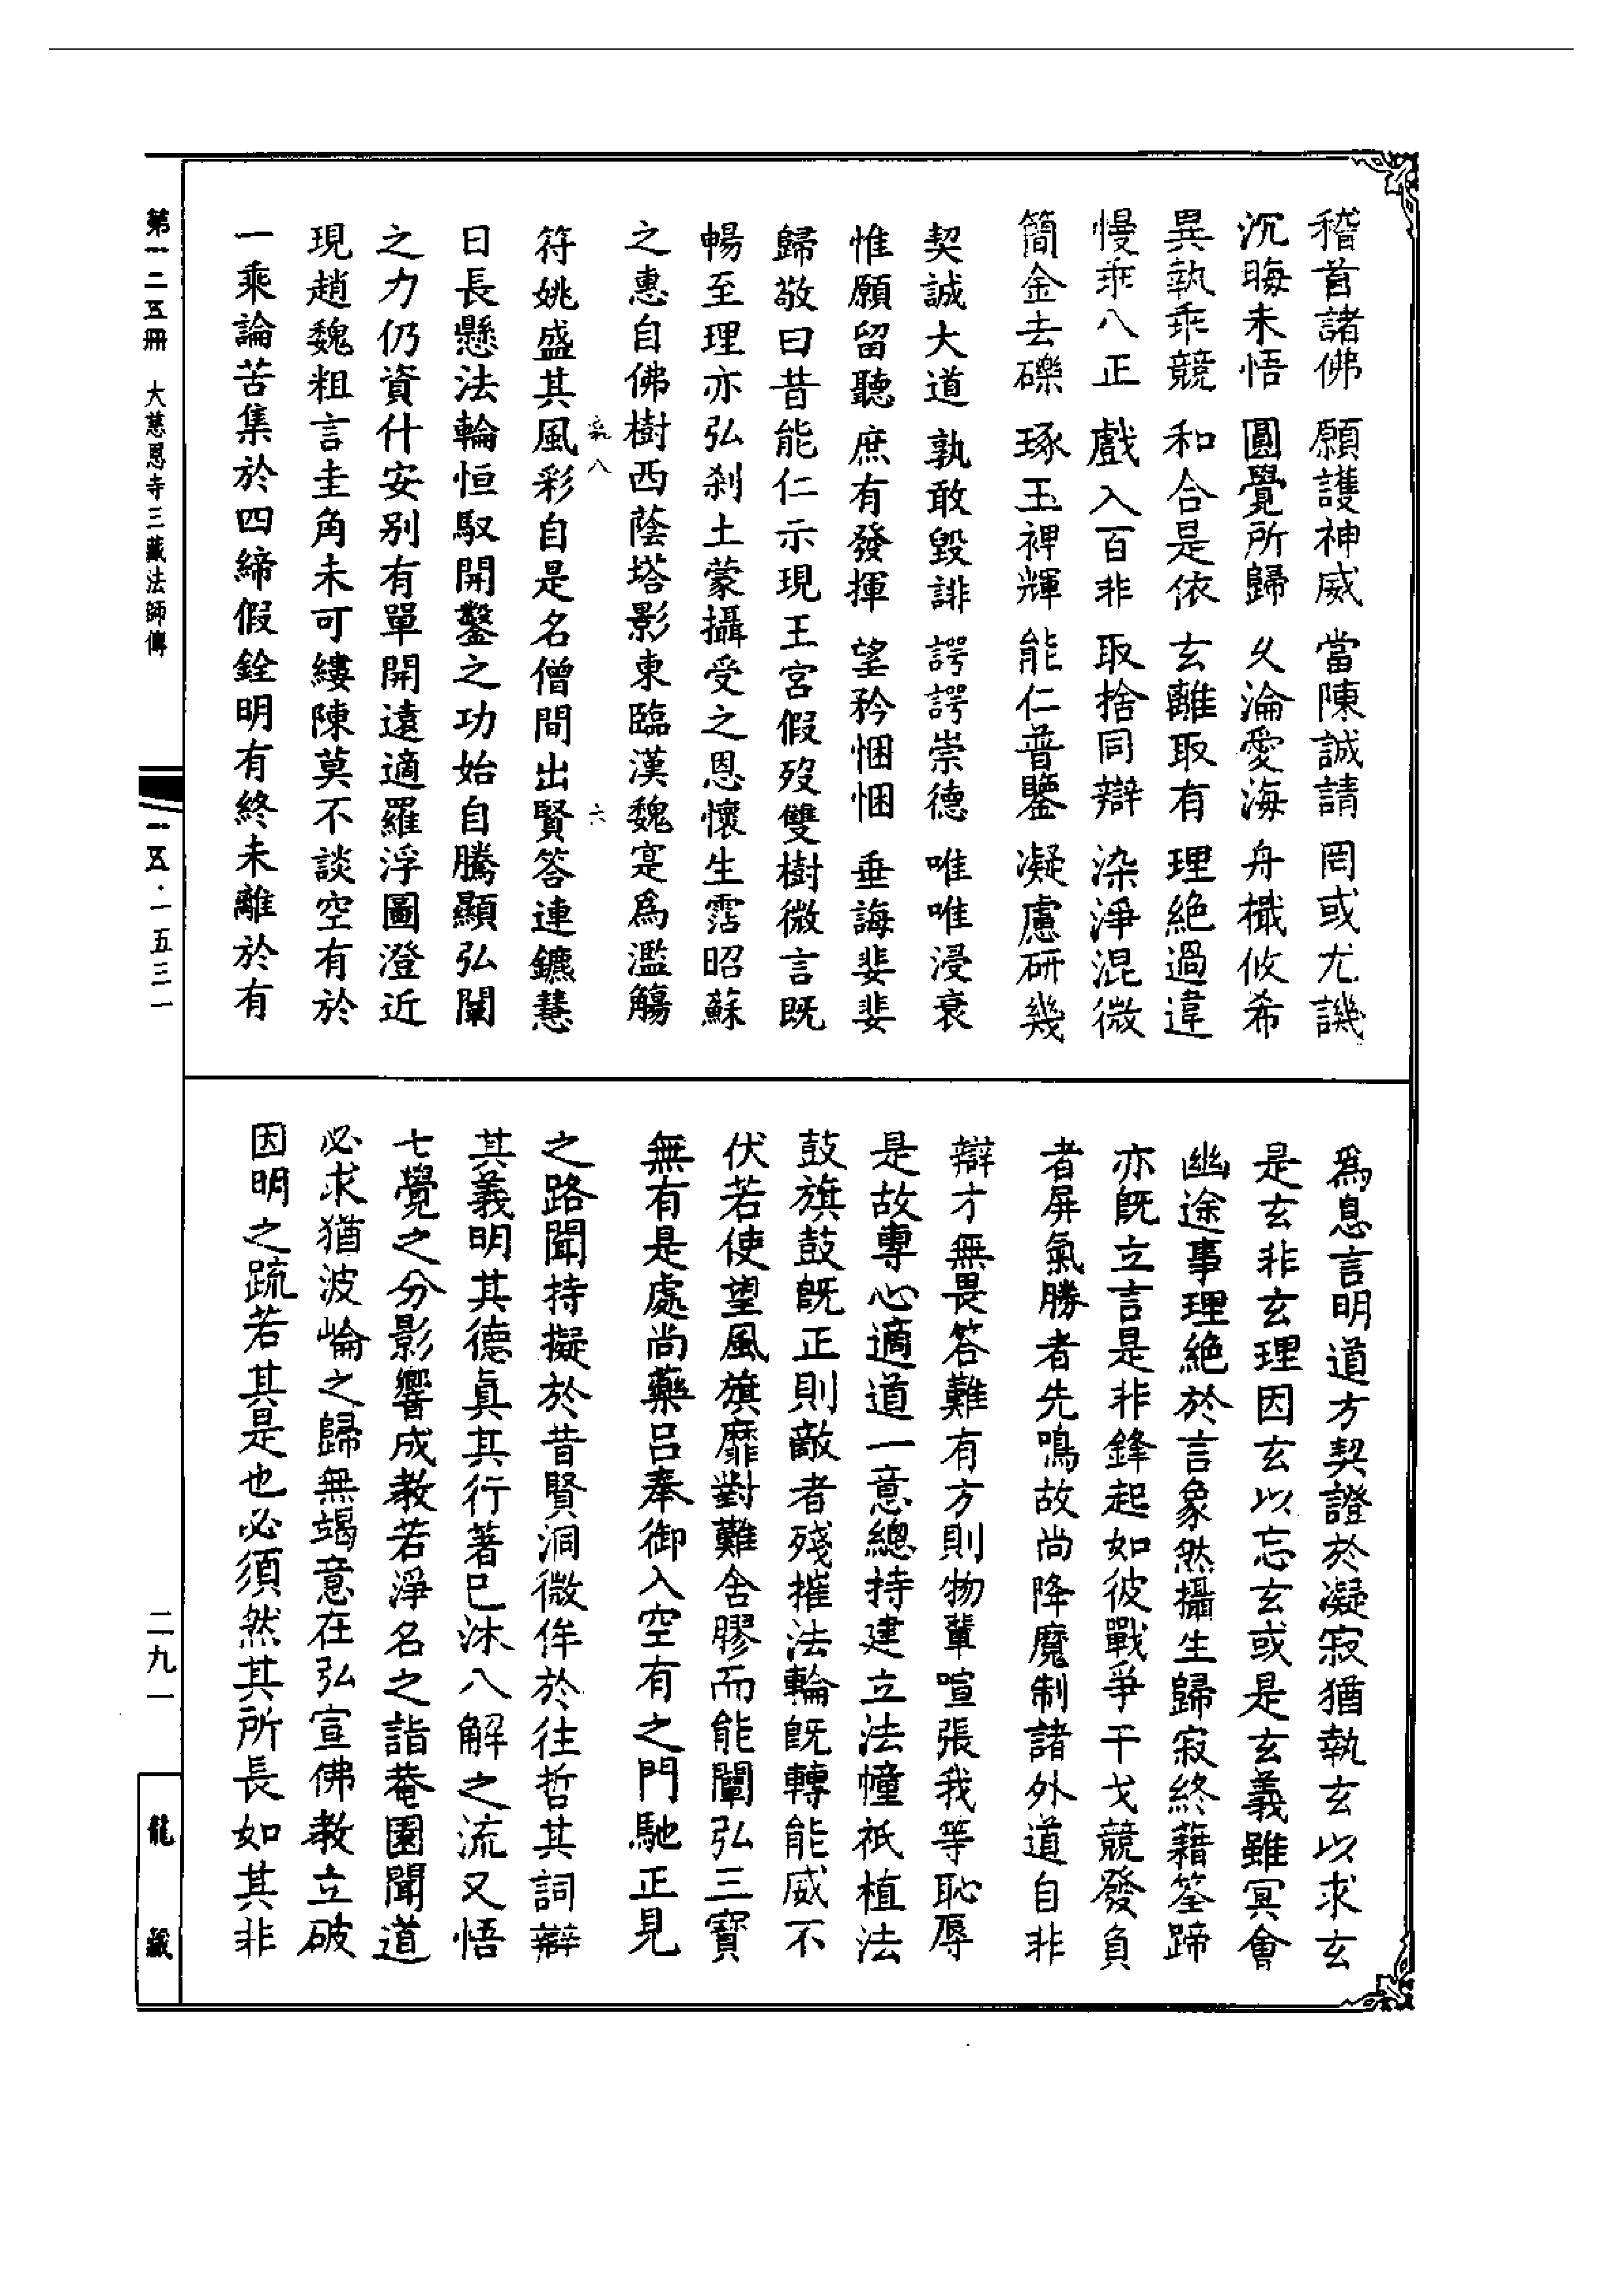 稽首諸佛 願護神威 當陳誠請 罔或尤譏
沉晦未悟 圓覺所歸 久淪愛海 舟檝攸希
異執乖競 和合是依 玄離取有 理絶過違
慢乖八正 戲入百非 取捨同辯 染淨混微
簡金去礫 琢玉裨輝 能仁普鑒 凝慮研幾
契誠大道 孰敢毀誹 諤諤崇德 唯唯浸衰
惟願留聽 庶有發揮 望矜悃悃 垂誨婓婓
歸敬曰昔能仁示現王宮假歿雙樹微言既
暢至理亦弘刹土蒙攝受之恩懷生霑昭蘇
之惠自佛樹西蔭塔影東臨漢魏寔為濫觴
符姚盛其風彩自是名僧間出賢答連鑣慧
日長懸法輪恒馭開鑿之功始自騰顯弘闡
之力仍資什安别有單開遠適羅浮圖澄近
現趙魏粗言圭角未可縷陳莫不談空有於
一乘論苦集於四締假銓明有終未離於有
為息言明道方契證於凝寂猶執玄以求玄
是玄非玄理因玄以忘玄或是玄義雖冥會
幽途事理絶於言象然攝生歸寂終藉筌蹄
亦既立言是非鋒起如彼戰爭干戈競發負
者屏氣勝者先鳴故尚降魔制諸外道自非
辯才無畏答難有方則物輩喧張我等恥辱
是故專心適道一意總持建立法幢祇植法
鼓旗鼓既正則敵者殘摧法輪既轉能威不
伏若使望風旗靡對難舍膠而能闡弘三寶
無有是處尚藥呂奉御入空有之門馳正見
之路聞持擬於昔賢洞微侔於往哲其詞辯
其義明其德真其行著已沐八解之流又悟
七覺之分影響成教若淨名之詣菴園聞道
必求猶波崙之歸無竭意在弘宣佛教立破
因明之疏若其是也必須然其所長如其非
第一二五冊 大慈恩寺三藏法師傳
一二五·一五三一
二九一
龍藏